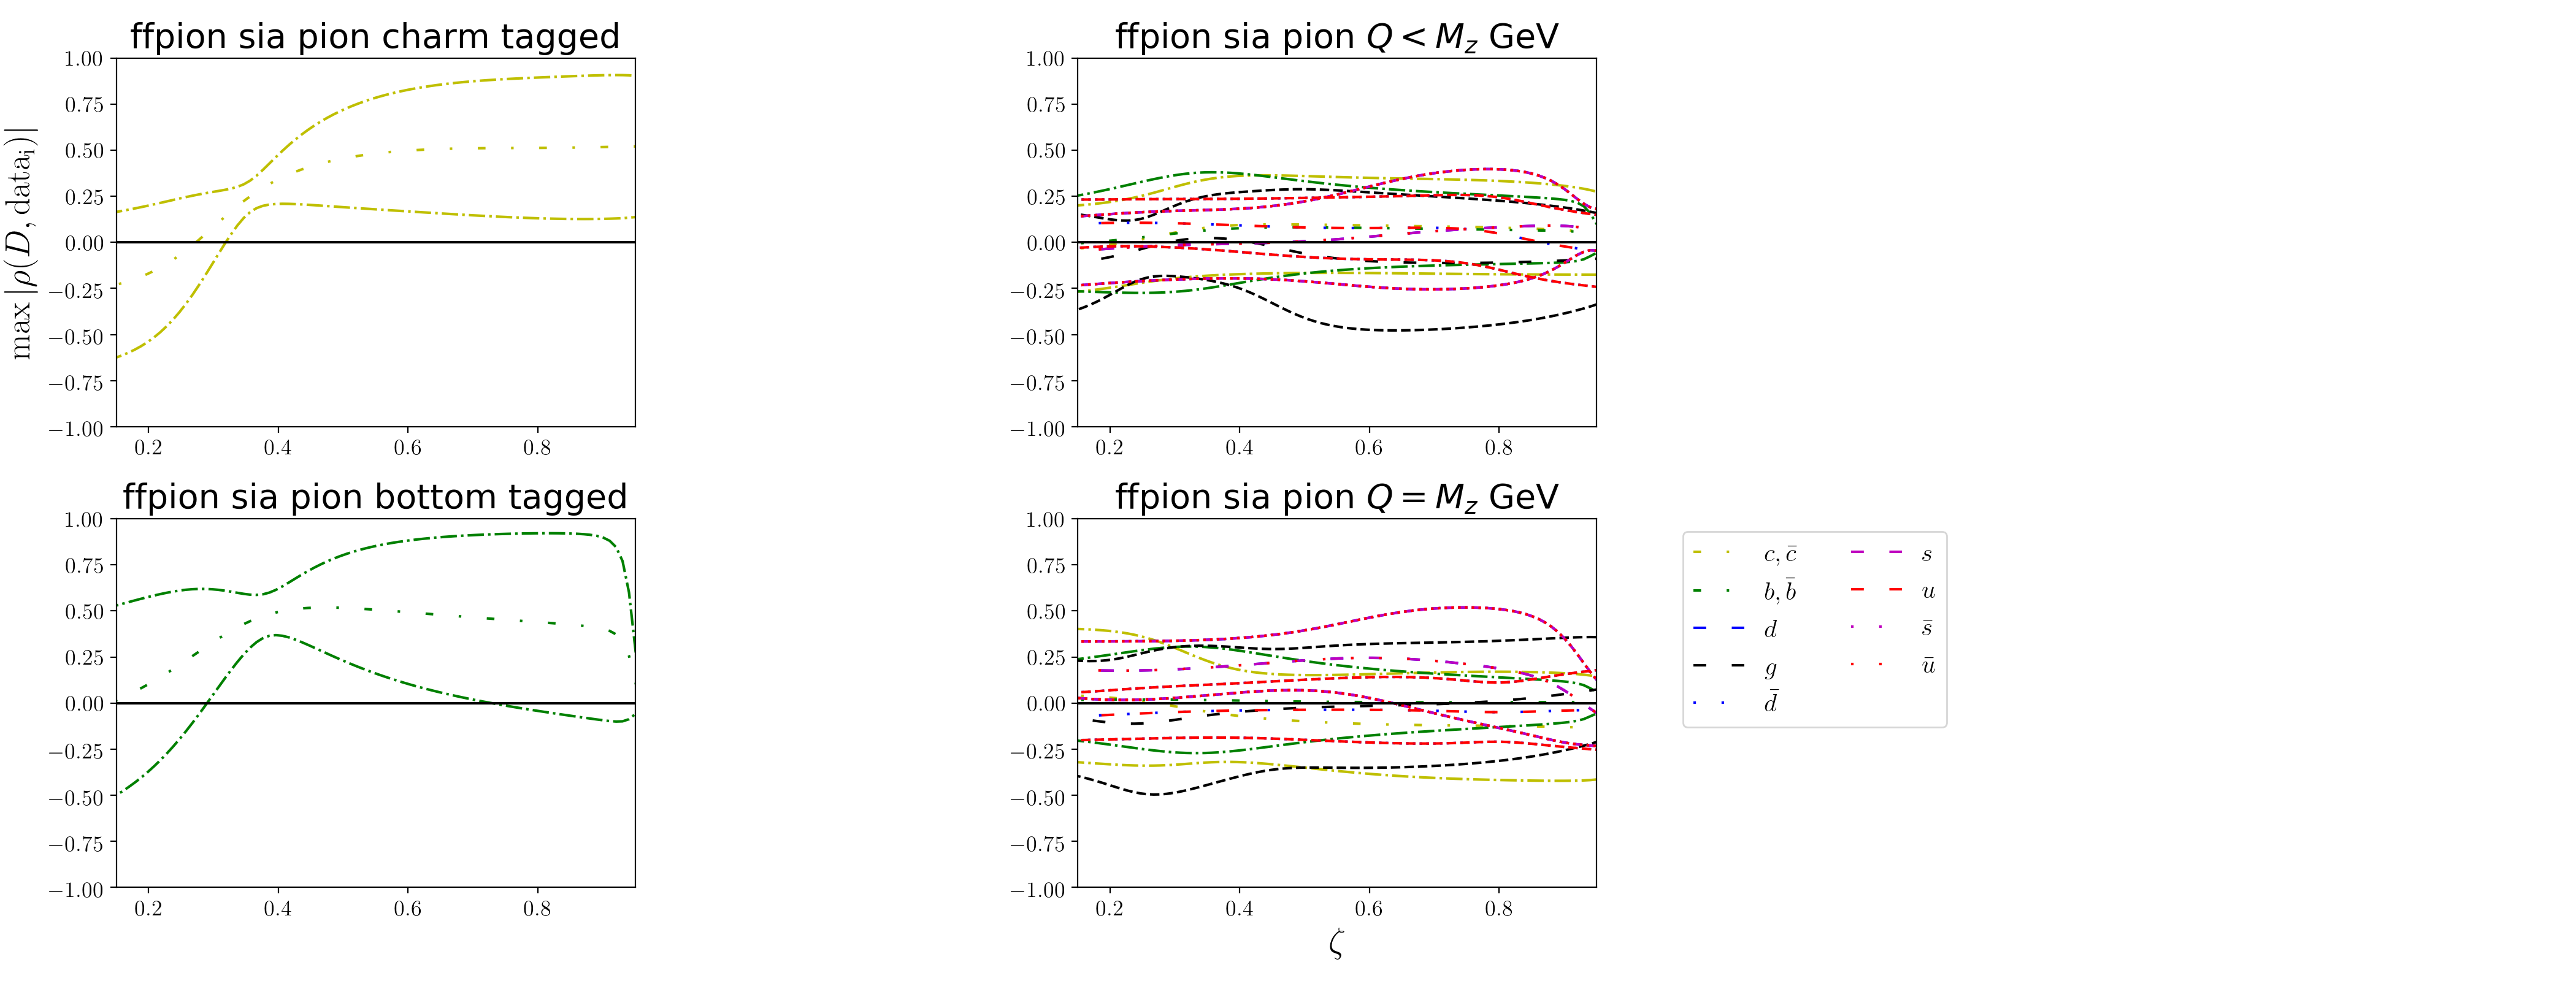 ffpion sia pion charm tagged
max |ρ(D, data_i)|
1.00
0.75
0.50
0.25
0.00
−0.25
−0.50
−0.75
−1.00
0.2 0.4 0.6 0.8
ffpion sia pion Q < M_z GeV
1.00
0.75
0.50
0.25
0.00
−0.25
−0.50
−0.75
−1.00
0.2 0.4 0.6 0.8
ffpion sia pion bottom tagged
1.00
0.75
0.50
0.25
0.00
−0.25
−0.50
−0.75
−1.00
0.2 0.4 0.6 0.8
ffpion sia pion Q = M_z GeV
1.00
0.75
0.50
0.25
0.00
−0.25
−0.50
−0.75
−1.00
0.2 0.4 0.6 0.8
ζ
c, c̄
b, b̄
d
g
d̄
s
u
s̄
ū